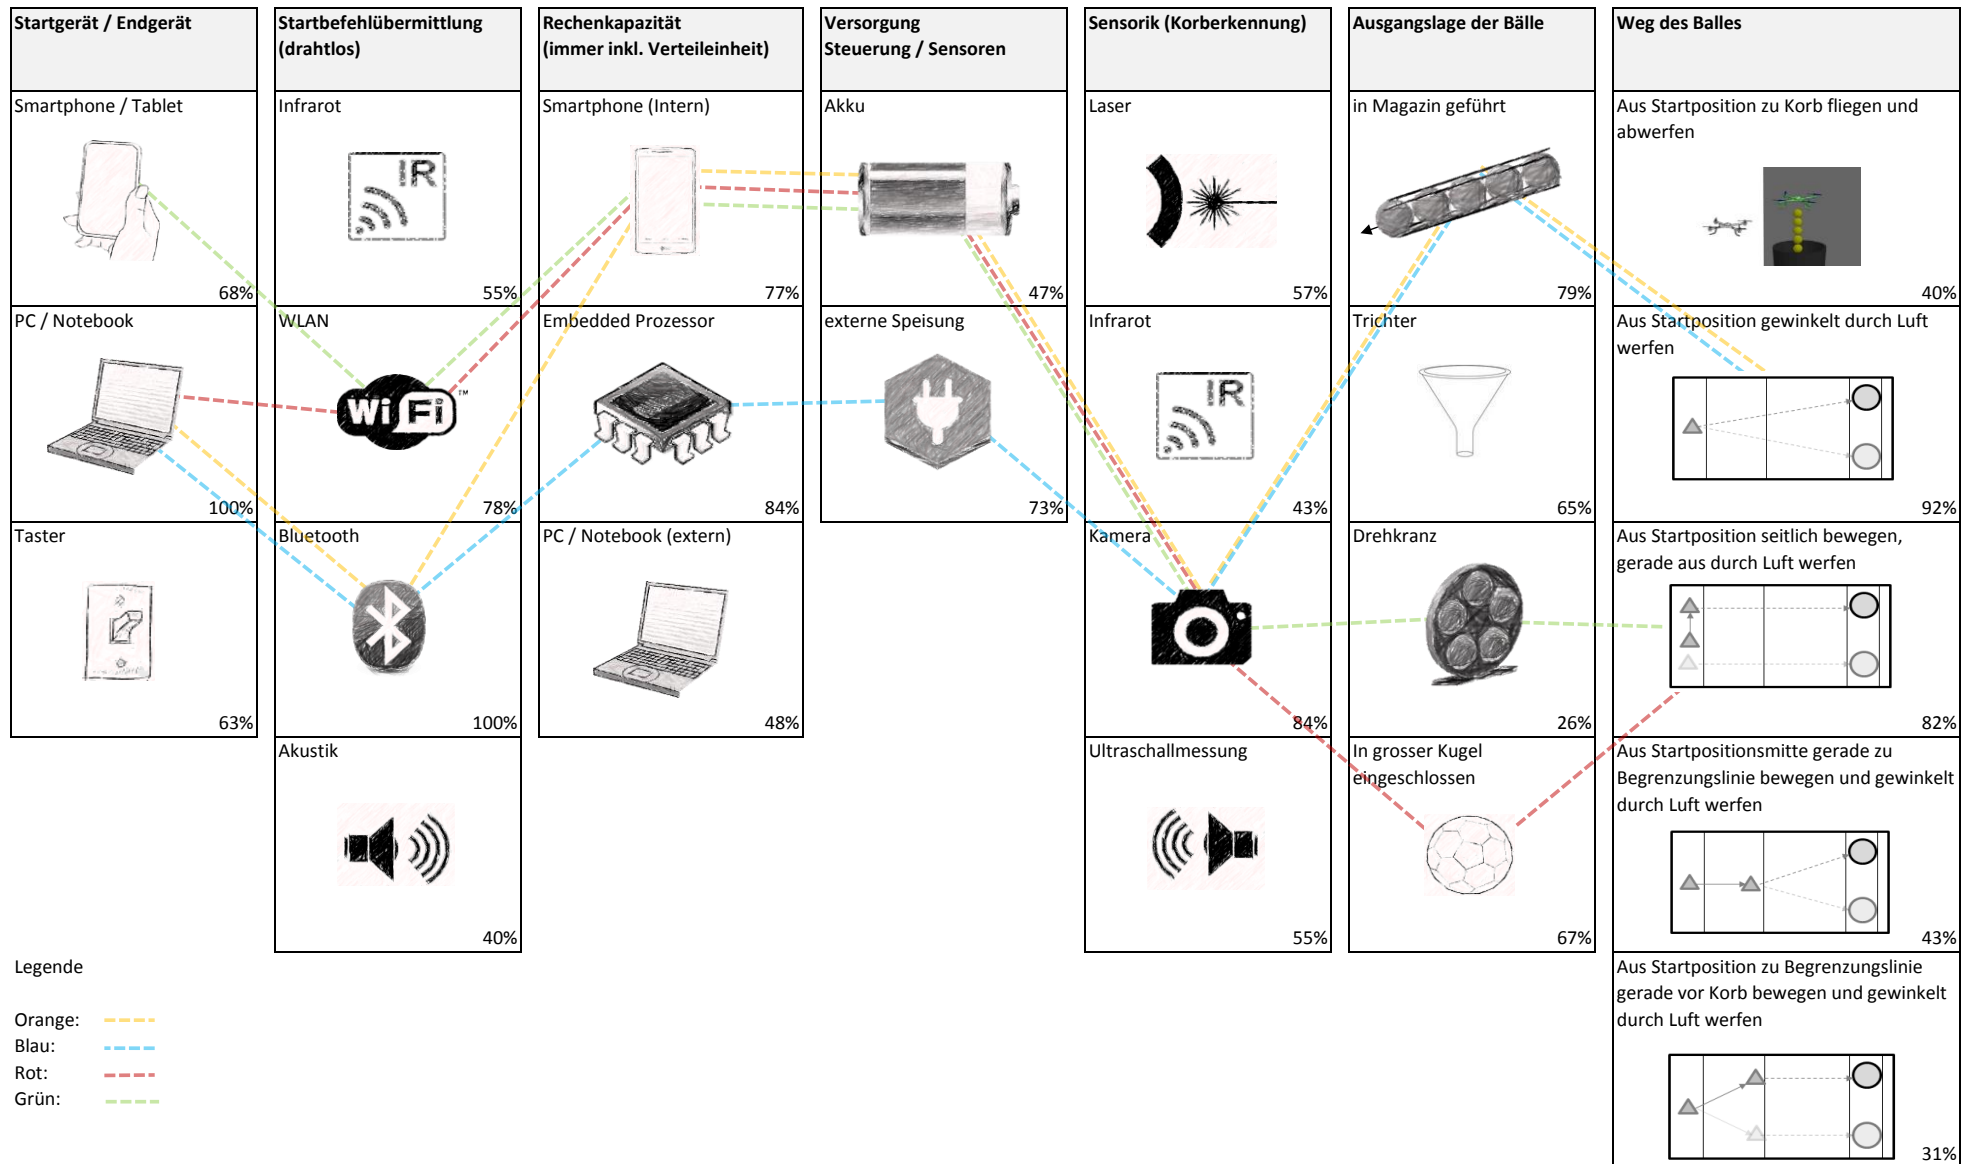 Startgerät / Endgerät
Startbefehlübermittlung
(drahtlos)
Rechenkapazität
(immer inkl. Verteileinheit)
Versorgung
Steuerung / Sensoren
Sensorik (Korberkennung)
Ausgangslage der Bälle
Weg des Balles
Smartphone / Tablet
68%
Infrarot
IR
55%
Smartphone (Intern)
77%
Akku
47%
Laser
57%
in Magazin geführt
79%
Aus Startposition zu Korb fliegen und
abwerfen
40%
PC / Notebook
100%
WLAN
Wi Fi ™
78%
Embedded Prozessor
84%
externe Speisung
73%
Infrarot
IR
43%
Trichter
65%
Aus Startposition gewinkelt durch Luft
werfen
92%
Taster
63%
Bluetooth
100%
PC / Notebook (extern)
48%
Kamera
84%
Drehkranz
26%
Aus Startposition seitlich bewegen,
gerade aus durch Luft werfen
82%
Akustik
40%
Ultraschallmessung
55%
In grosser Kugel
eingeschlossen
67%
Aus Startpositionsmitte gerade zu
Begrenzungslinie bewegen und gewinkelt
durch Luft werfen
43%
Aus Startposition zu Begrenzungslinie
gerade vor Korb bewegen und gewinkelt
durch Luft werfen
31%
Legende
Orange:
Blau:
Rot:
Grün: